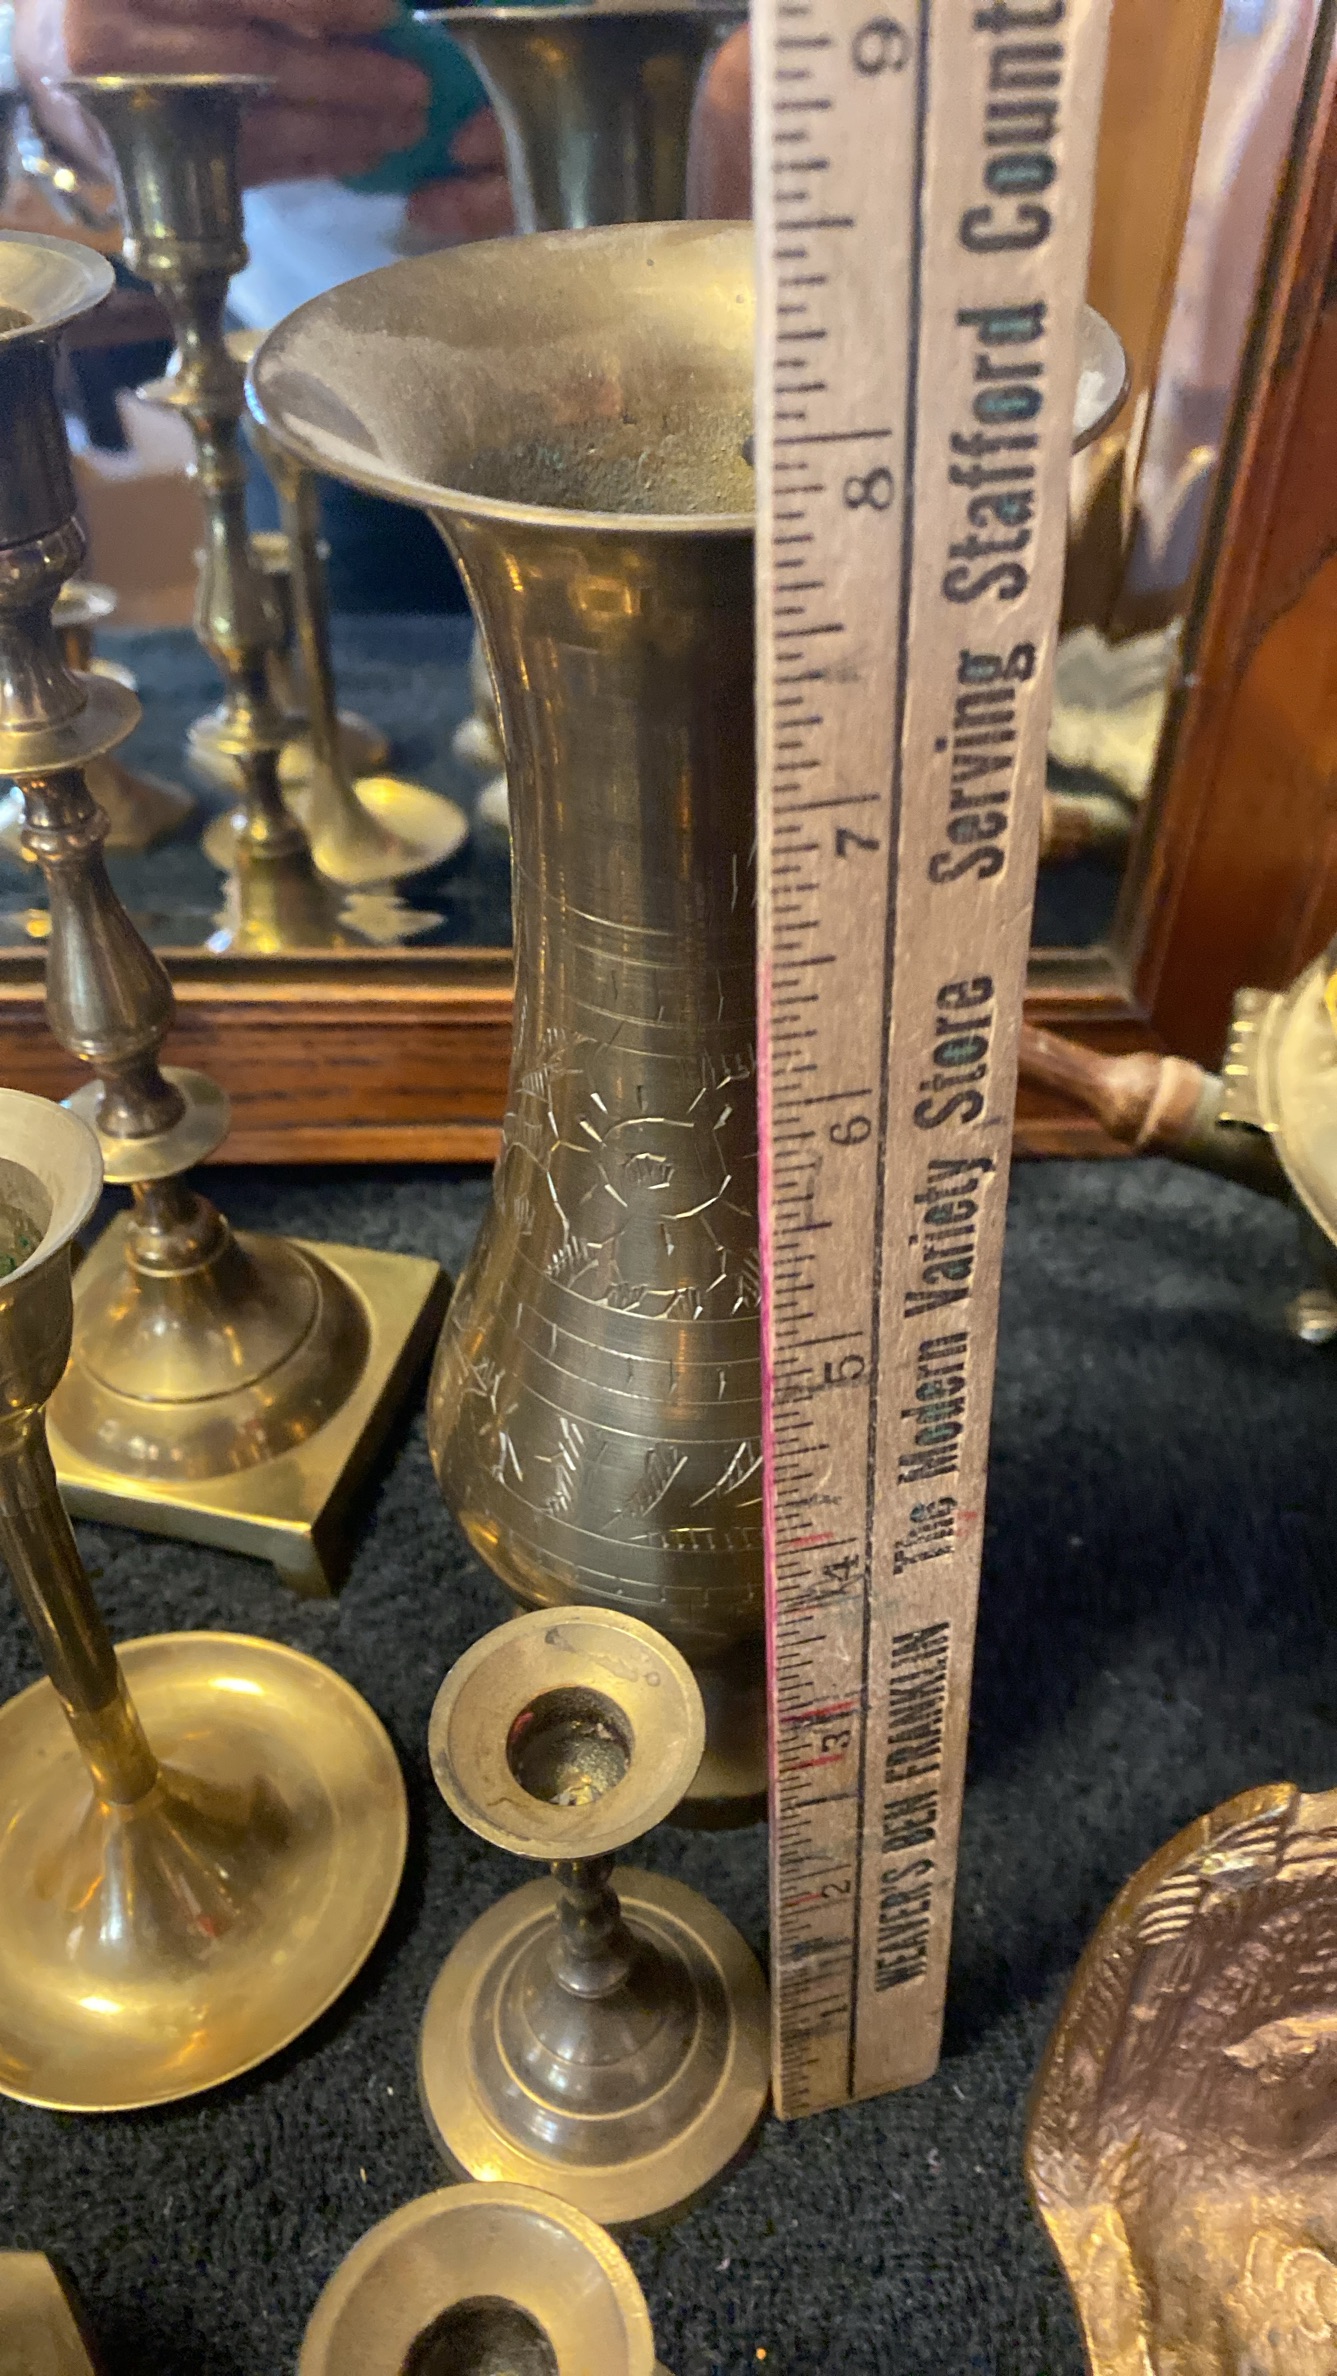 WEAVER'S BEN FRANKLIN The Modern Variety Store Serving Stafford Count
1 2 3 4 5 6 7 8 9